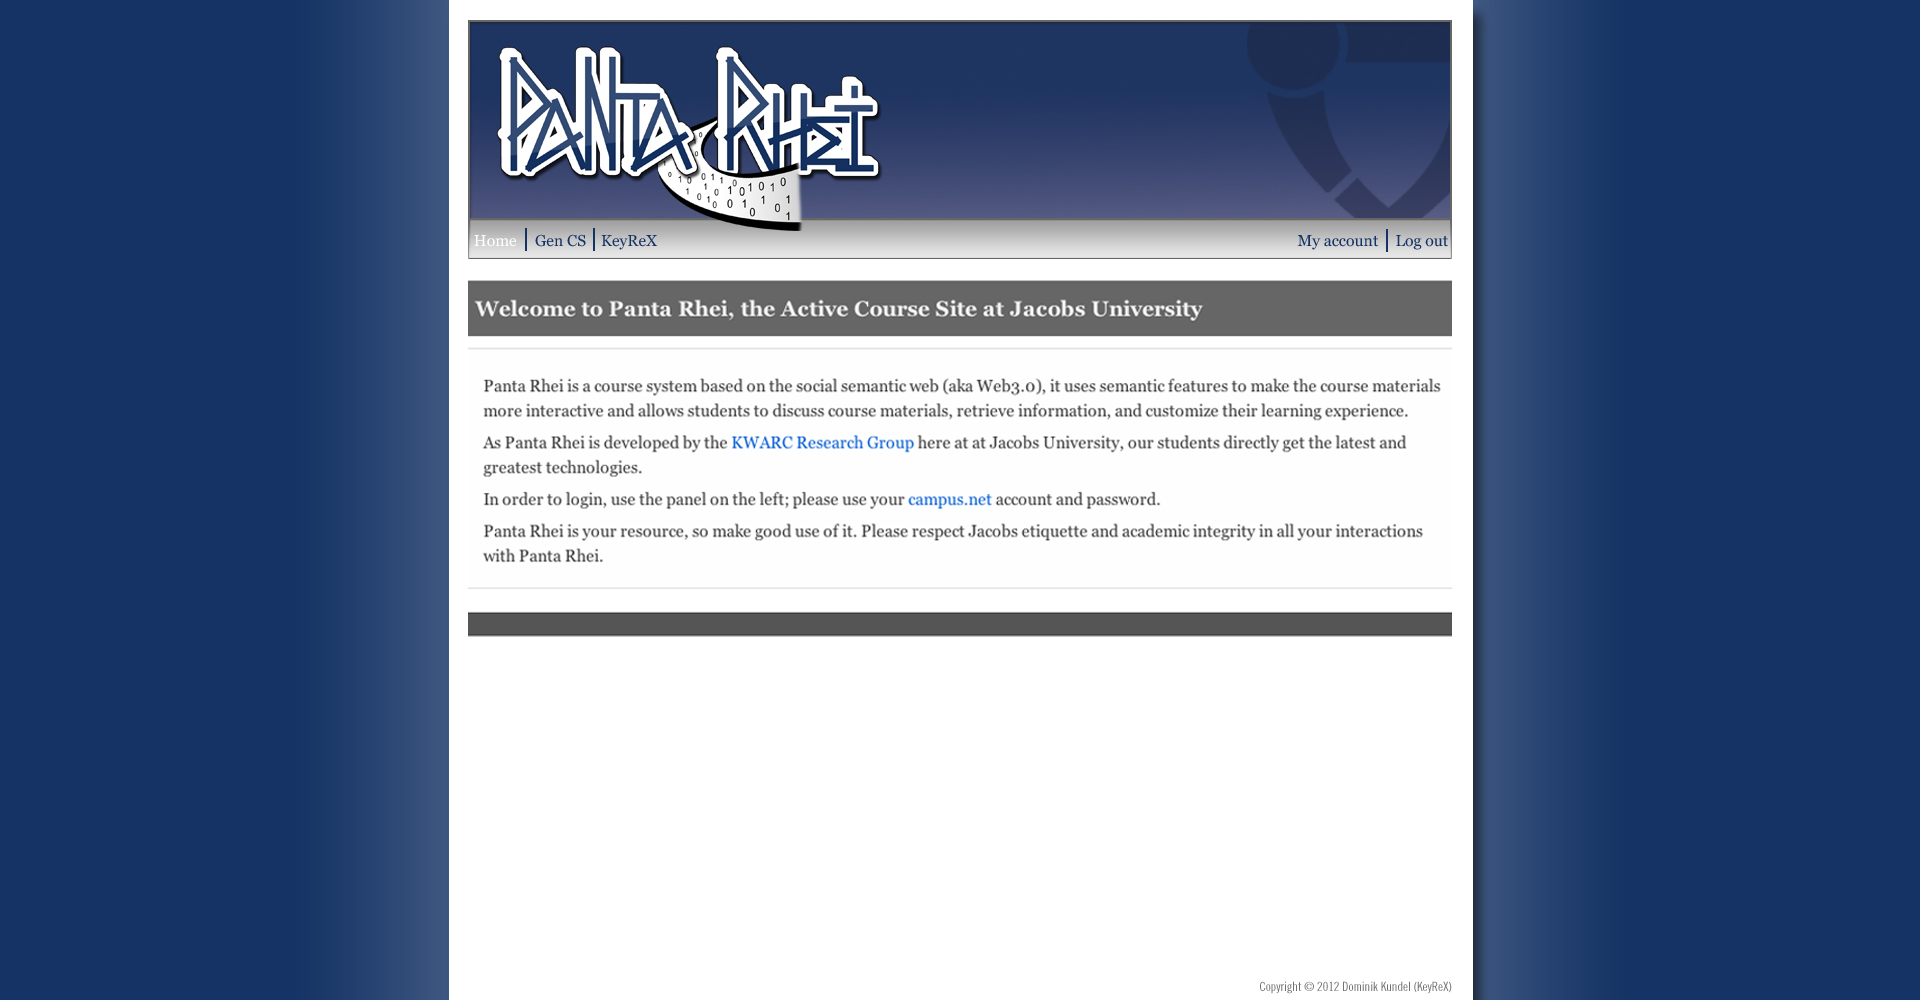 PANTA RHEI
Home | Gen CS | KeyReX
My account | Log out
Welcome to Panta Rhei, the Active Course Site at Jacobs University
Panta Rhei is a course system based on the social semantic web (aka Web3.0), it uses semantic features to make the course materials
more interactive and allows students to discuss course materials, retrieve information, and customize their learning experience.
As Panta Rhei is developed by the KWARC Research Group here at at Jacobs University, our students directly get the latest and
greatest technologies.
In order to login, use the panel on the left; please use your campus.net account and password.
Panta Rhei is your resource, so make good use of it. Please respect Jacobs etiquette and academic integrity in all your interactions
with Panta Rhei.
Copyright © 2012 Dominik Kundel (KeyReX)